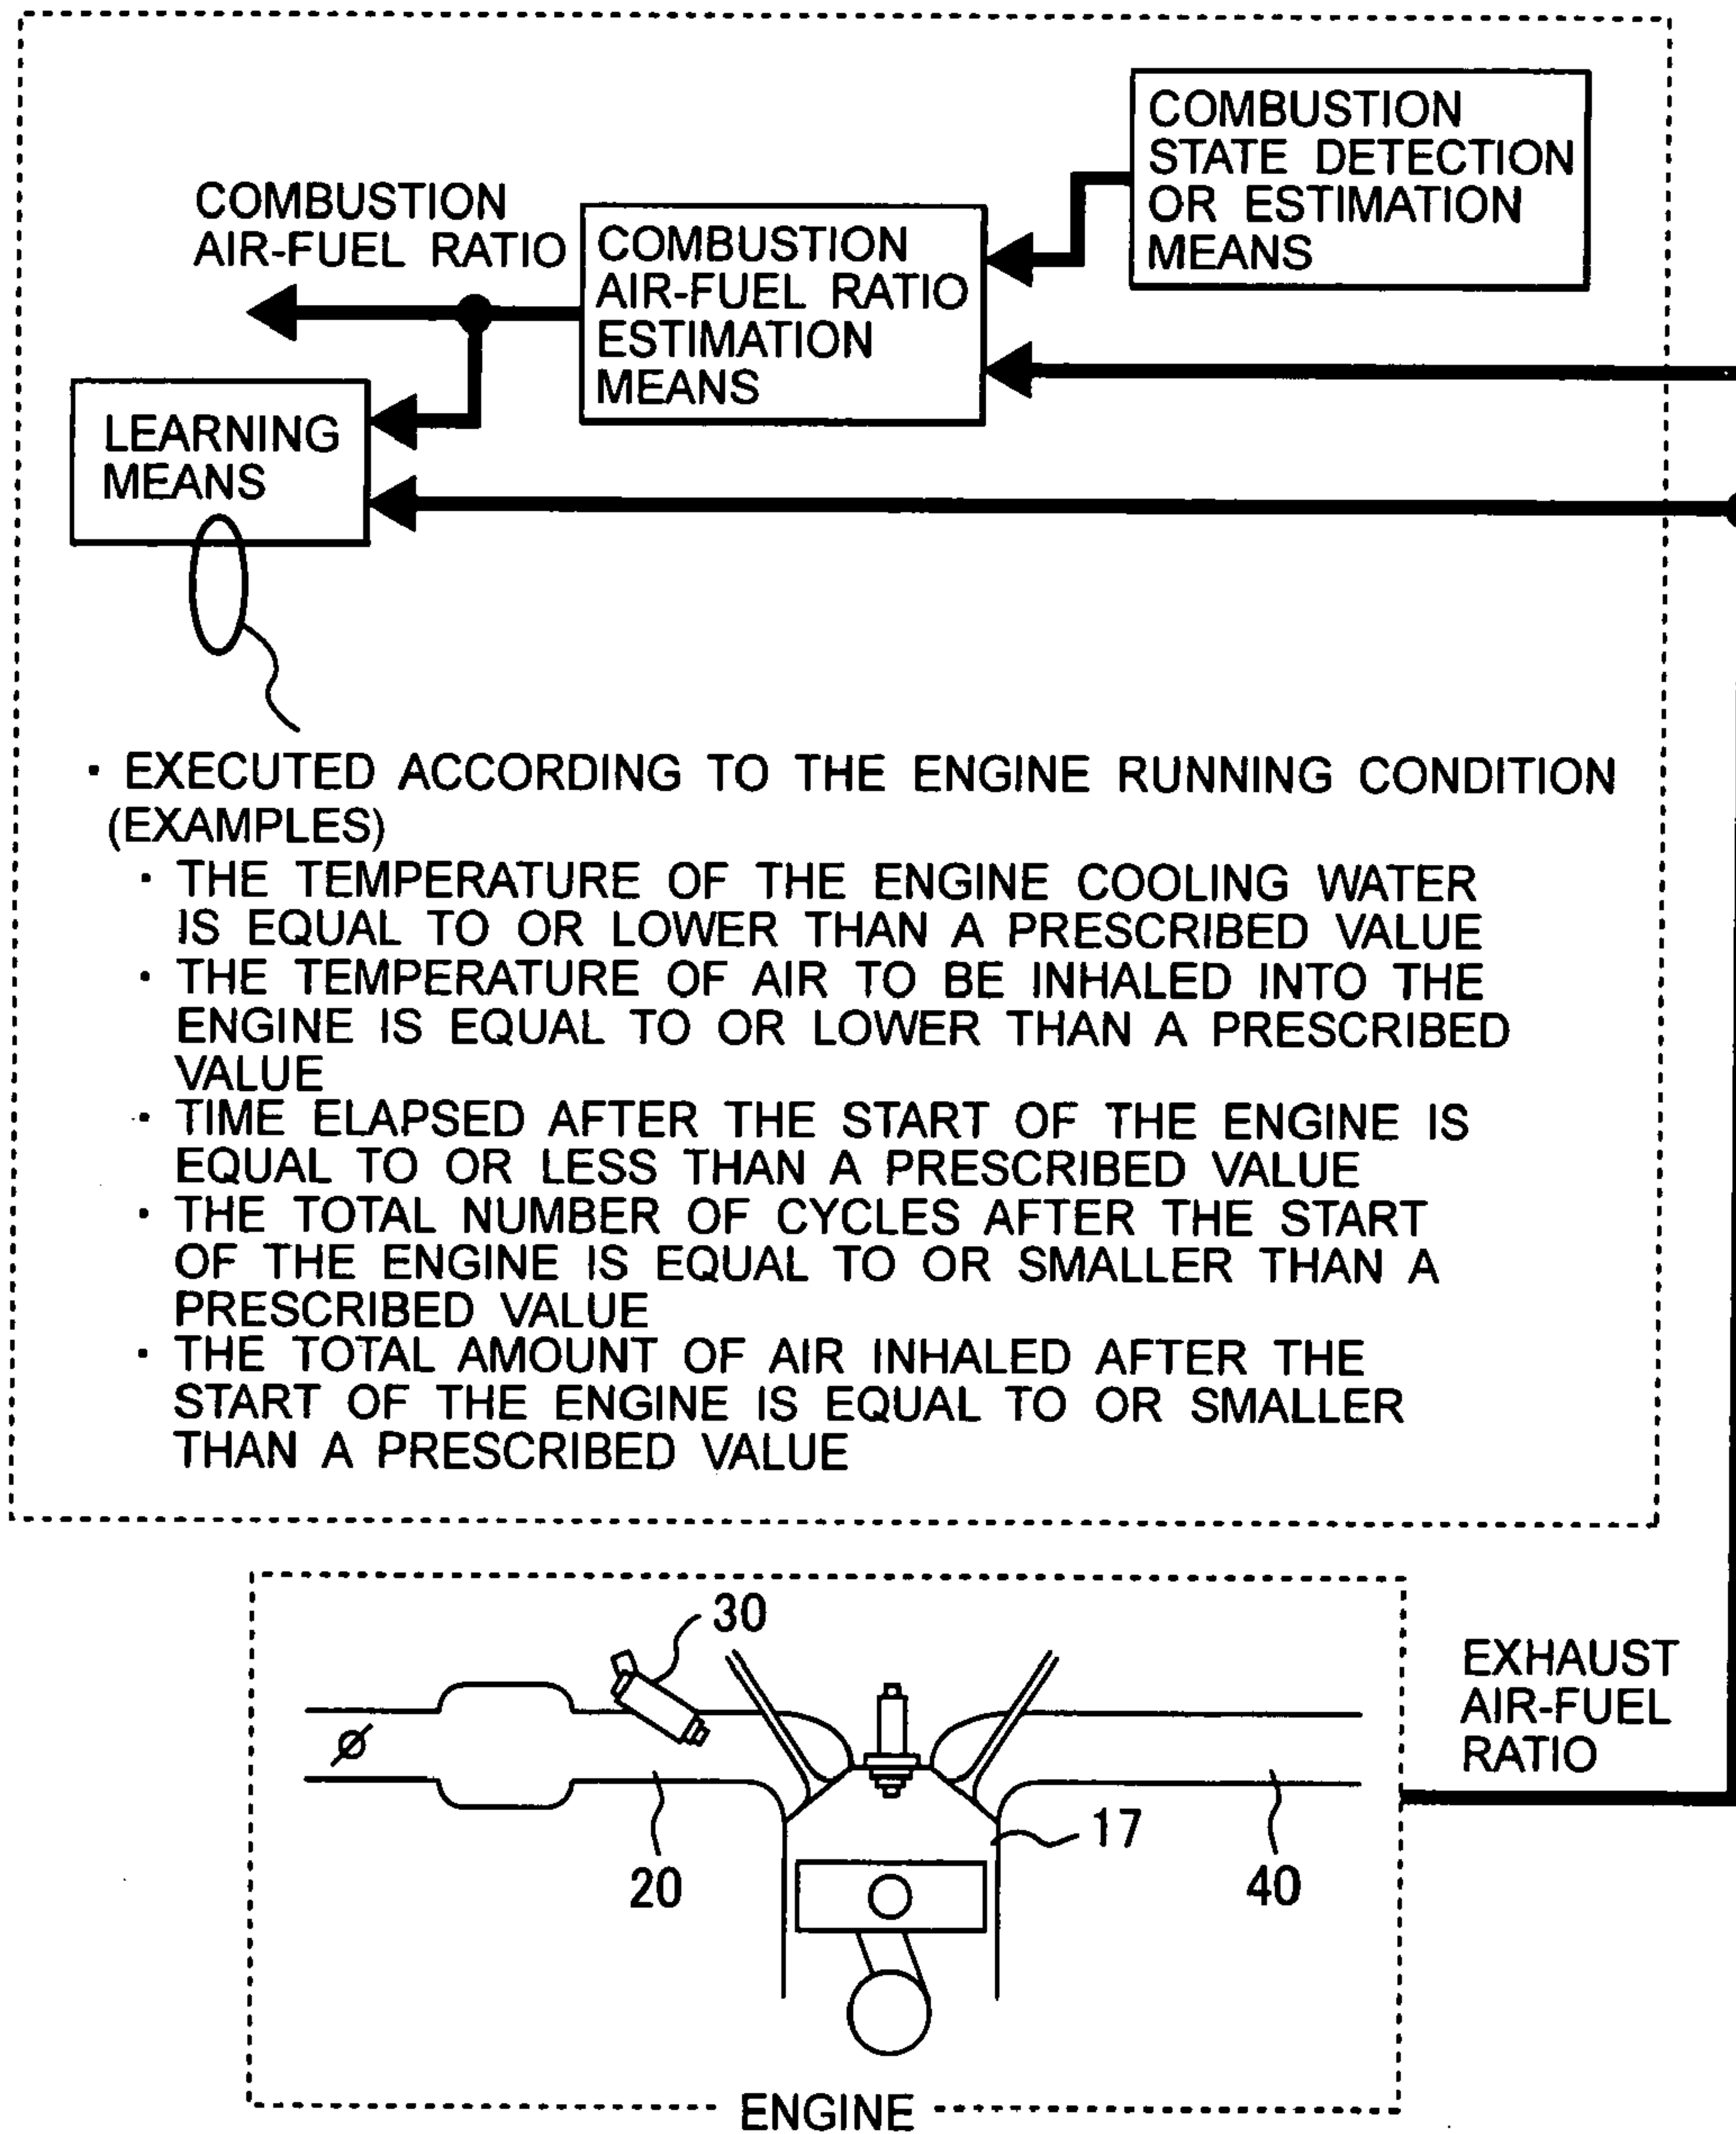 COMBUSTION
STATE DETECTION
OR ESTIMATION
MEANS
COMBUSTION
AIR-FUEL RATIO
COMBUSTION
AIR-FUEL RATIO
ESTIMATION
MEANS
LEARNING
MEANS
· EXECUTED ACCORDING TO THE ENGINE RUNNING CONDITION
(EXAMPLES)
· THE TEMPERATURE OF THE ENGINE COOLING WATER
IS EQUAL TO OR LOWER THAN A PRESCRIBED VALUE
· THE TEMPERATURE OF AIR TO BE INHALED INTO THE
ENGINE IS EQUAL TO OR LOWER THAN A PRESCRIBED
VALUE
· TIME ELAPSED AFTER THE START OF THE ENGINE IS
EQUAL TO OR LESS THAN A PRESCRIBED VALUE
· THE TOTAL NUMBER OF CYCLES AFTER THE START
OF THE ENGINE IS EQUAL TO OR SMALLER THAN A
PRESCRIBED VALUE
· THE TOTAL AMOUNT OF AIR INHALED AFTER THE
START OF THE ENGINE IS EQUAL TO OR SMALLER
THAN A PRESCRIBED VALUE
30
EXHAUST
AIR-FUEL
RATIO
17
20
40
ENGINE